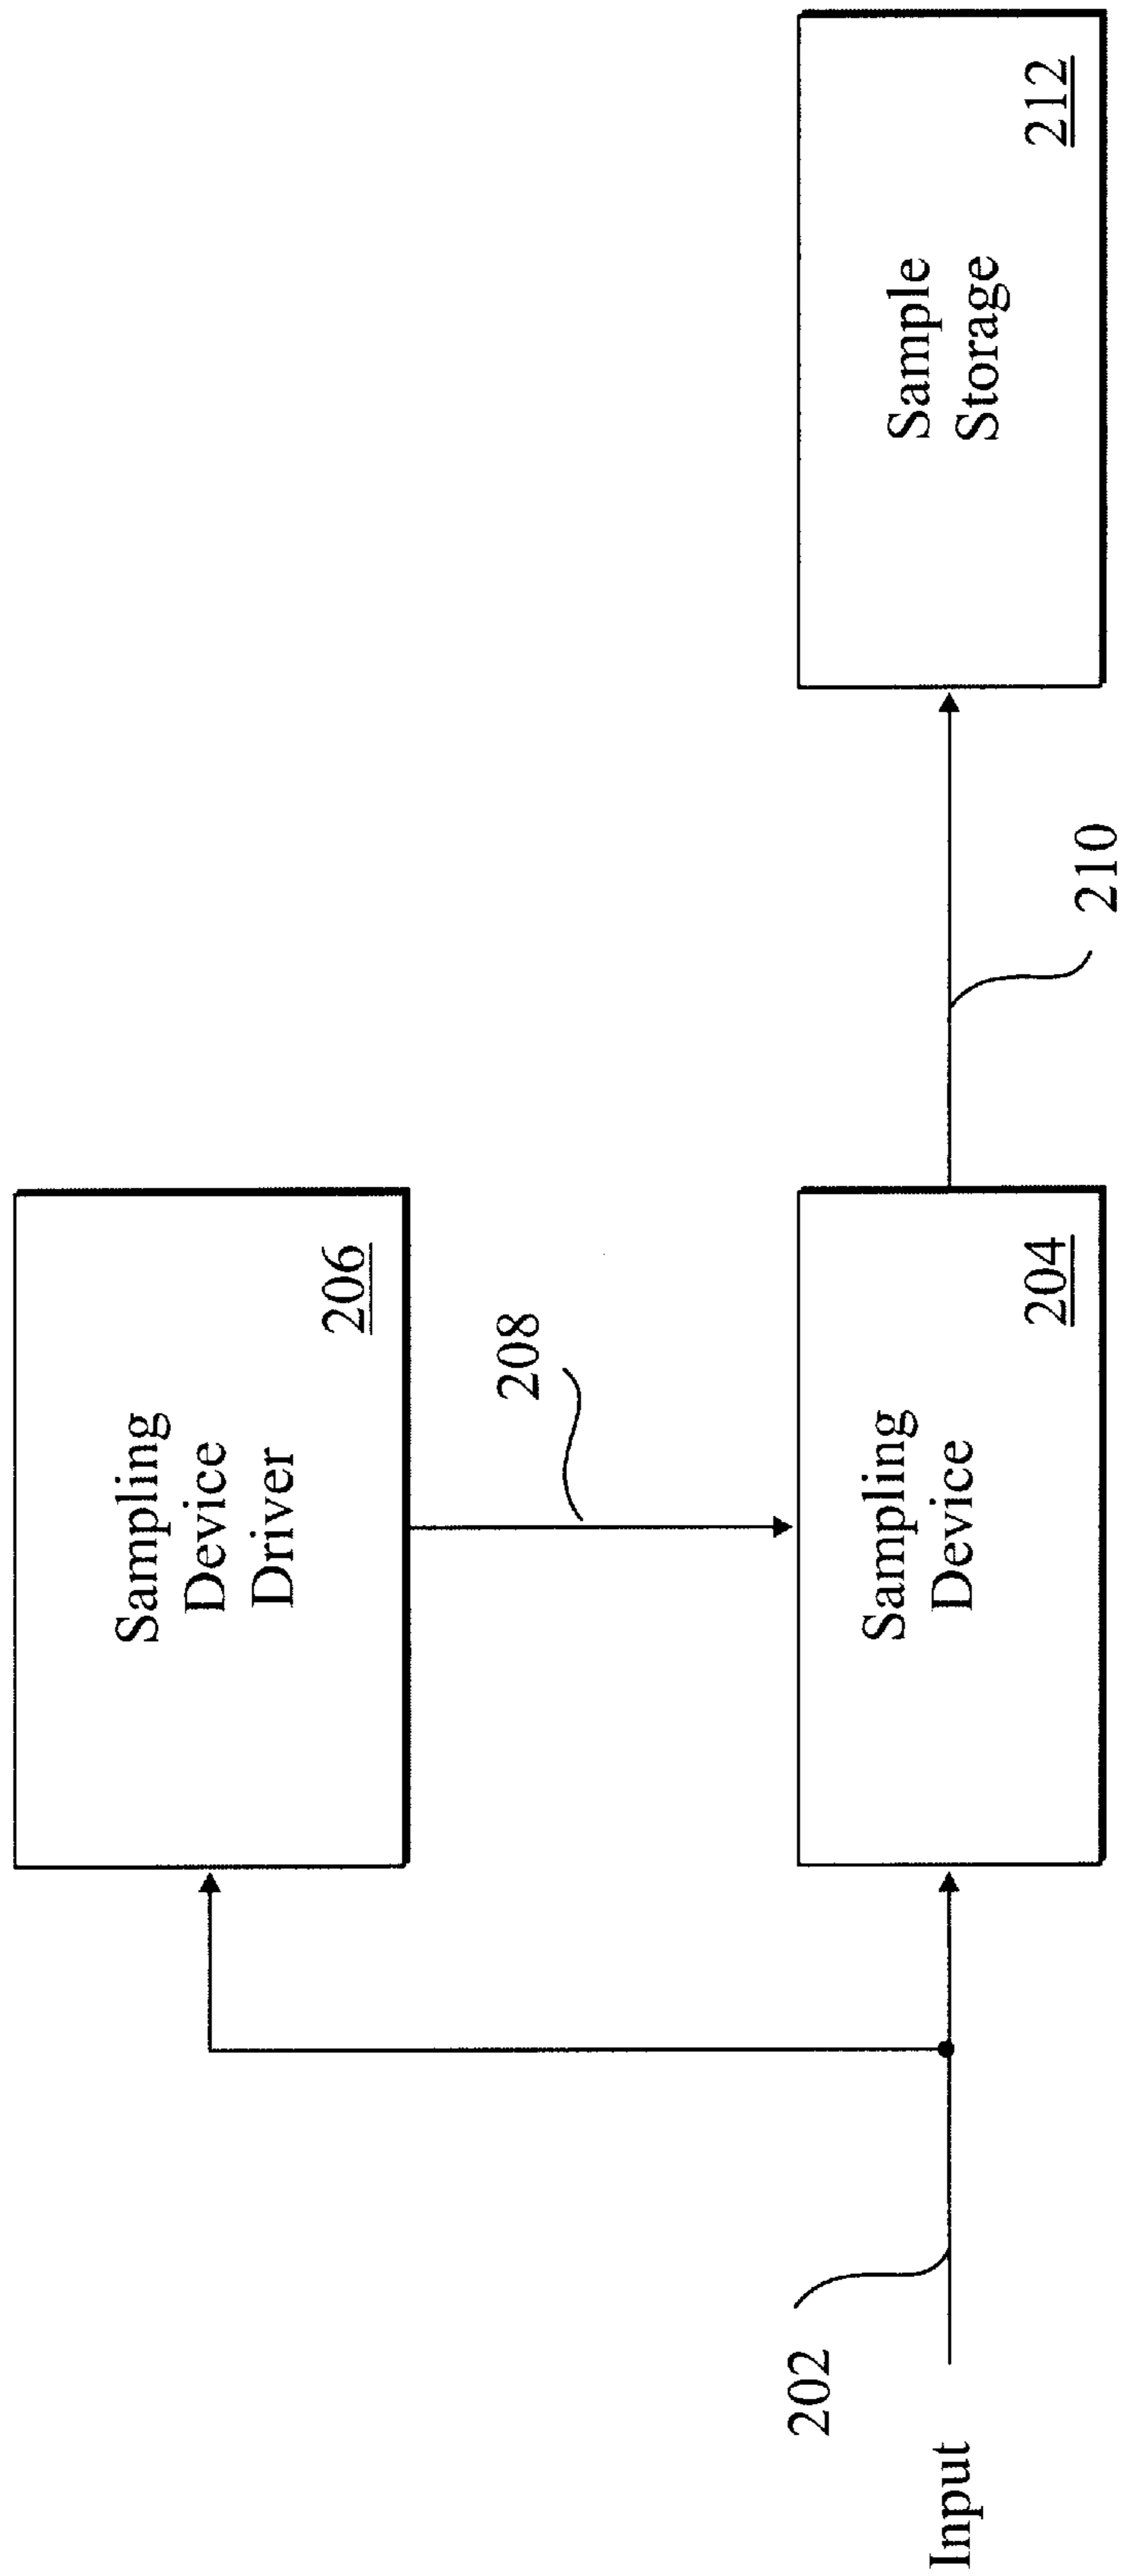 Sampling
Device
Driver
206
208
Sampling
Device
204
Sample
Storage
212
210
202
Input